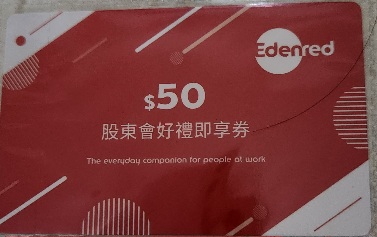 Edenred
$50
股東會好禮即享券
The everyday companion for people at work